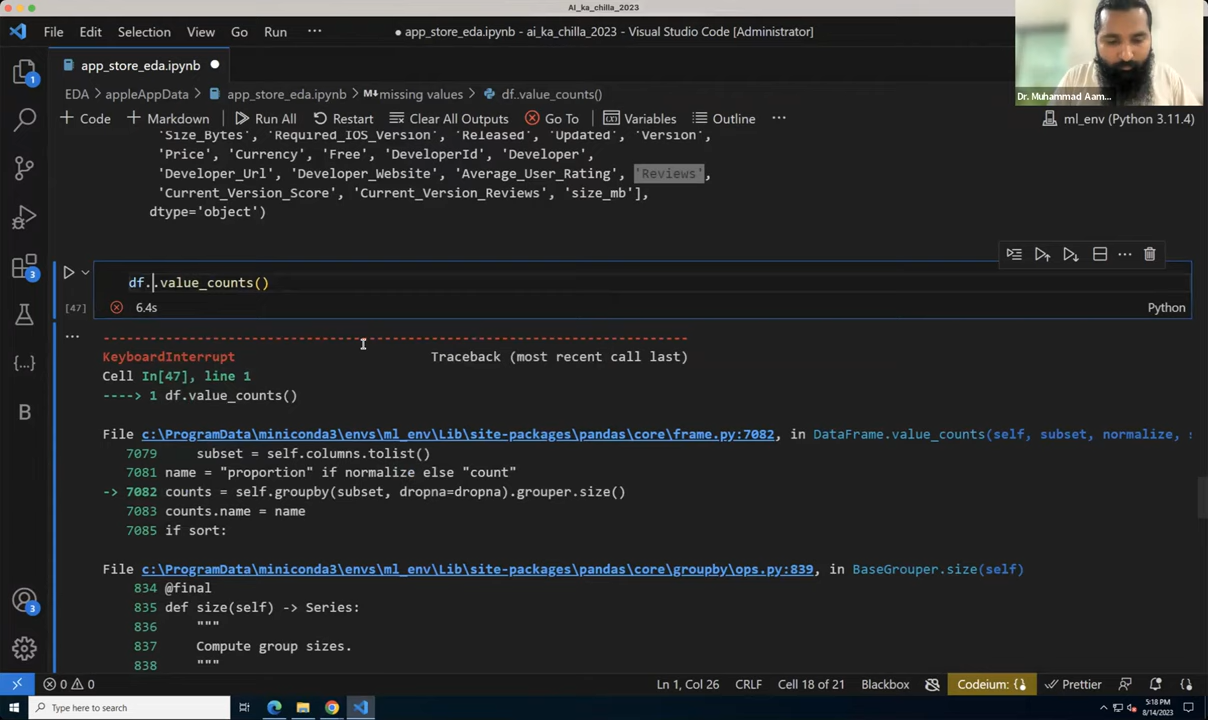 AI_ka_chilla_2023
File Edit Selection View Go Run ··· ● app_store_eda.ipynb - ai_ka_chilla_2023 - Visual Studio Code [Administrator]
app_store_eda.ipynb ●
EDA > appleAppData > app_store_eda.ipynb > M↓missing values > df..value_counts()
+ Code + Markdown Run All Restart Clear All Outputs Go To Variables Outline ··· ml_env (Python 3.11.4)
Dr. Muhammad Aam...
'Size_Bytes', 'Required_IOS_Version', 'Released', 'Updated', 'Version',
'Price', 'Currency', 'Free', 'DeveloperId', 'Developer',
'Developer_Url', 'Developer_Website', 'Average_User_Rating', 'Reviews',
'Current_Version_Score', 'Current_Version_Reviews', 'size_mb'],
dtype='object')
df..value_counts()
[47] 6.4s Python
---------------------------------------------------------------------------
KeyboardInterrupt Traceback (most recent call last)
Cell In[47], line 1
----> 1 df.value_counts()
File c:\ProgramData\miniconda3\envs\ml_env\Lib\site-packages\pandas\core\frame.py:7082, in DataFrame.value_counts(self, subset, normalize, s
7079 subset = self.columns.tolist()
7081 name = "proportion" if normalize else "count"
-> 7082 counts = self.groupby(subset, dropna=dropna).grouper.size()
7083 counts.name = name
7085 if sort:
File c:\ProgramData\miniconda3\envs\ml_env\Lib\site-packages\pandas\core\groupby\ops.py:839, in BaseGrouper.size(self)
834 @final
835 def size(self) -> Series:
836 """
837 Compute group sizes.
838 """
1
3
{...}
B
3
0 0 Ln 1, Col 26 CRLF Cell 18 of 21 Blackbox Codeium: {··} Prettier
Type here to search 5:18 PM
8/14/2023